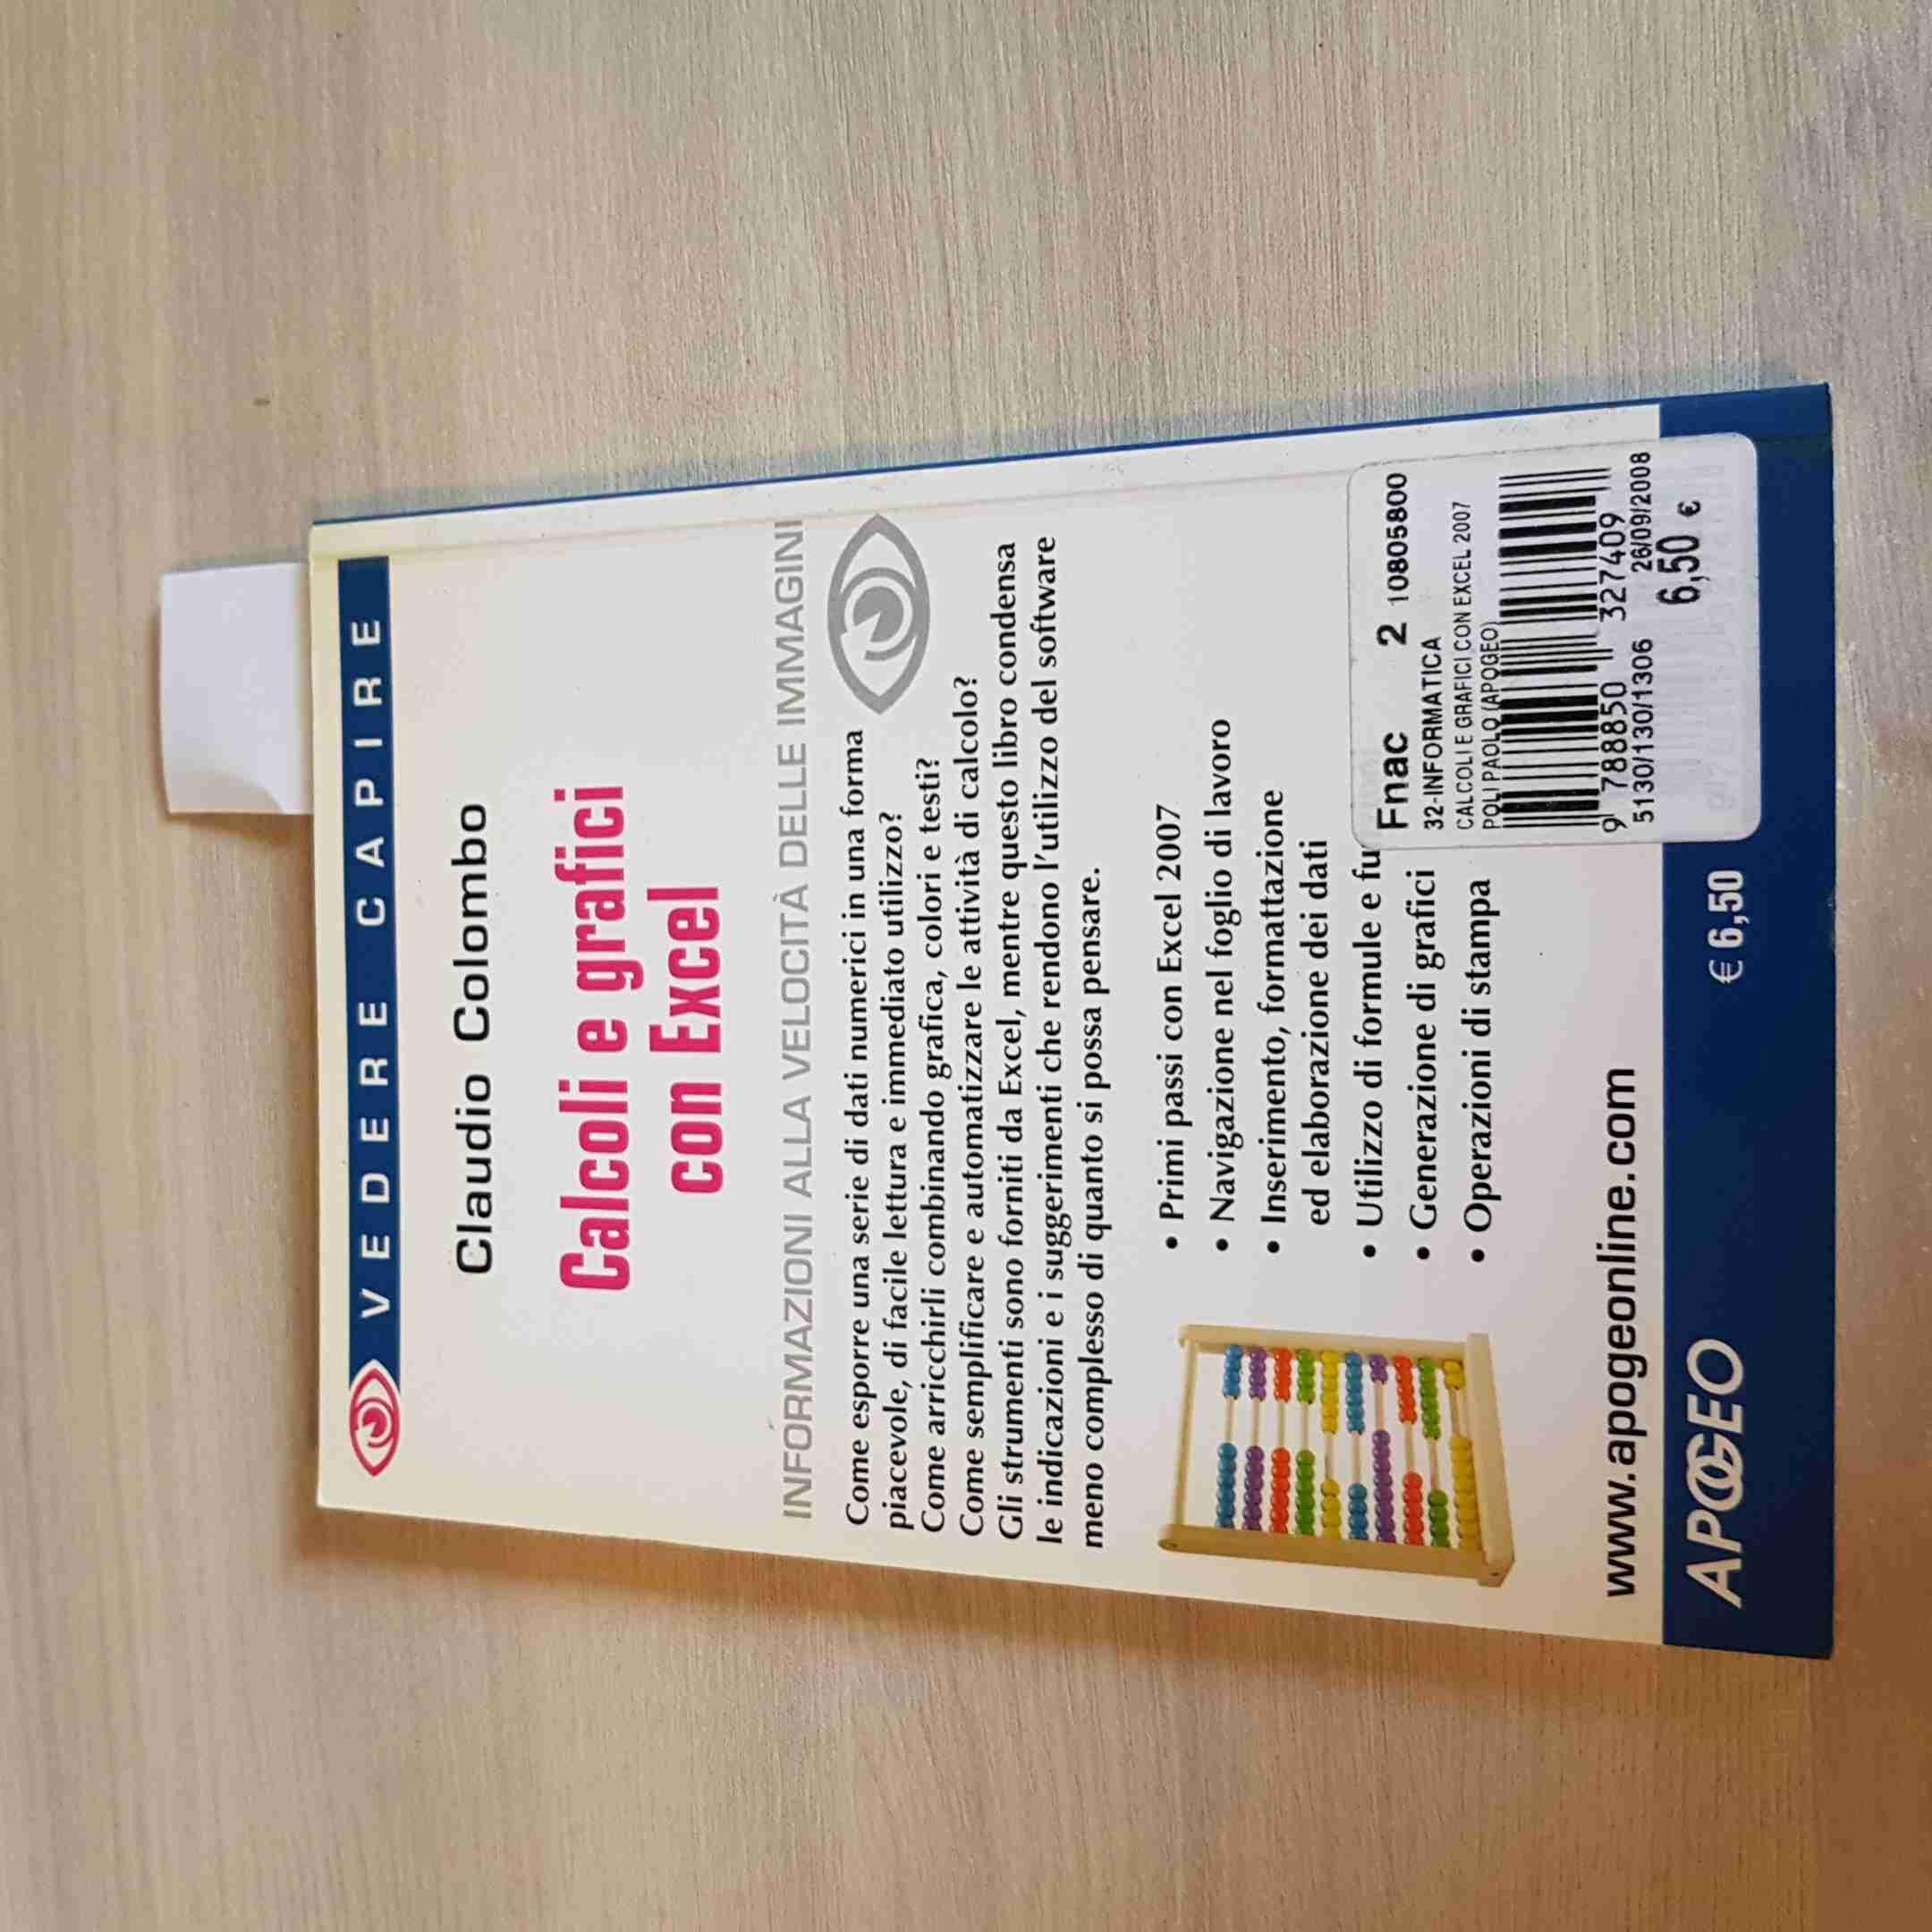 VEDERE CAPIRE
Claudio Colombo
Calcoli e grafici
con Excel
INFORMAZIONI ALLA VELOCITÀ DELLE IMMAGINI
Come esporre una serie di dati numerici in una forma
piacevole, di facile lettura e immediato utilizzo?
Come arricchirli combinando grafica, colori e testi?
Come semplificare e automatizzare le attività di calcolo?
Gli strumenti sono forniti da Excel, mentre questo libro condensa
le indicazioni e i suggerimenti che rendono l'utilizzo del software
meno complesso di quanto si possa pensare.
• Primi passi con Excel 2007
• Navigazione nel foglio di lavoro
• Inserimento, formattazione
ed elaborazione dei dati
• Utilizzo di formule e fu
• Generazione di grafici
• Operazioni di stampa
Fnac 2 10805800
32-INFORMATICA
CALCOLI E GRAFICI CON EXCEL 2007
POLI PAOLO (APOGEO)
9 788850 327409
5130/130/1306 26/09/2008
6,50 €
www.apogeonline.com
APOGEO
€ 6,50